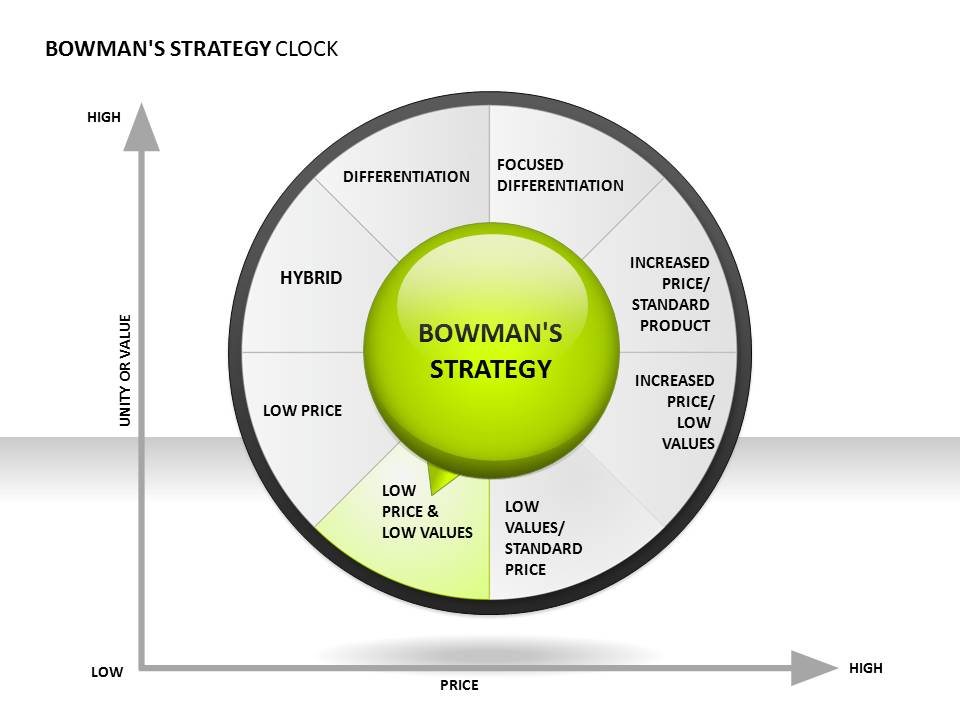 BOWMAN'S STRATEGY CLOCK
HIGH
DIFFERENTIATION
FOCUSED
DIFFERENTIATION
HYBRID
INCREASED
PRICE/
STANDARD
PRODUCT
BOWMAN'S
STRATEGY
UNITY OR VALUE
LOW PRICE
INCREASED
PRICE/
LOW
VALUES
LOW
PRICE &
LOW VALUES
LOW
VALUES/
STANDARD
PRICE
LOW
PRICE
HIGH